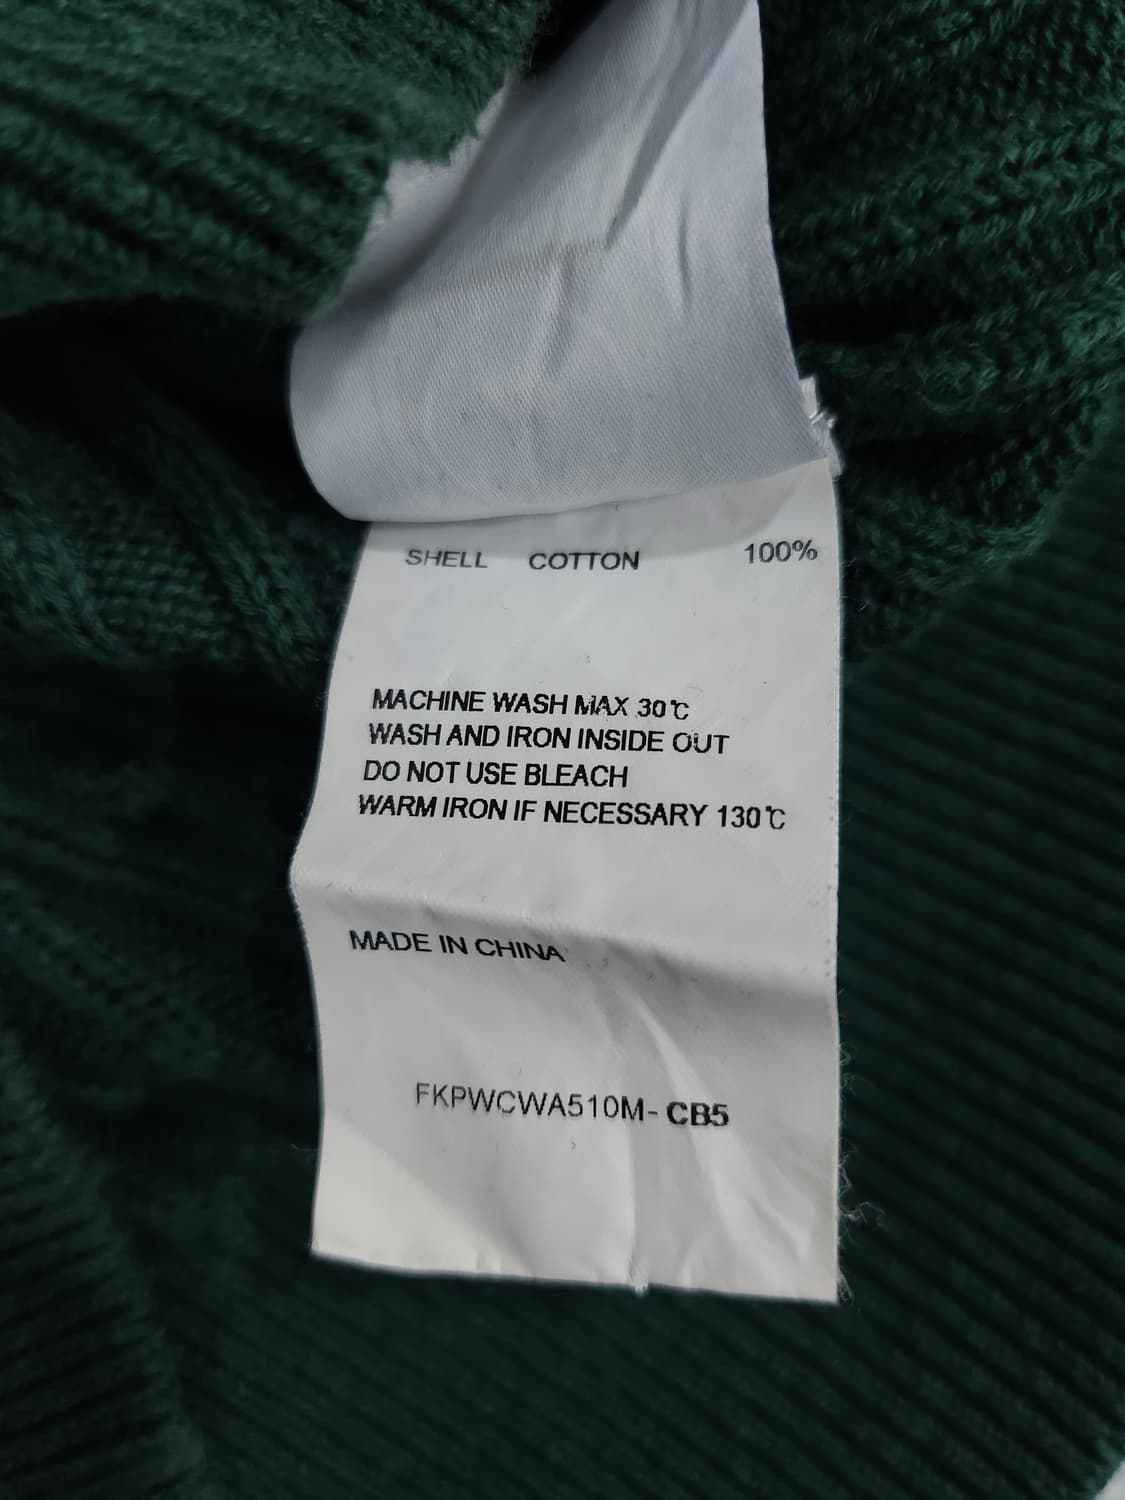 SHELL COTTON 100%
MACHINE WASH MAX 30℃
WASH AND IRON INSIDE OUT
DO NOT USE BLEACH
WARM IRON IF NECESSARY 130℃
MADE IN CHINA
FKPWCWA510M- CB5